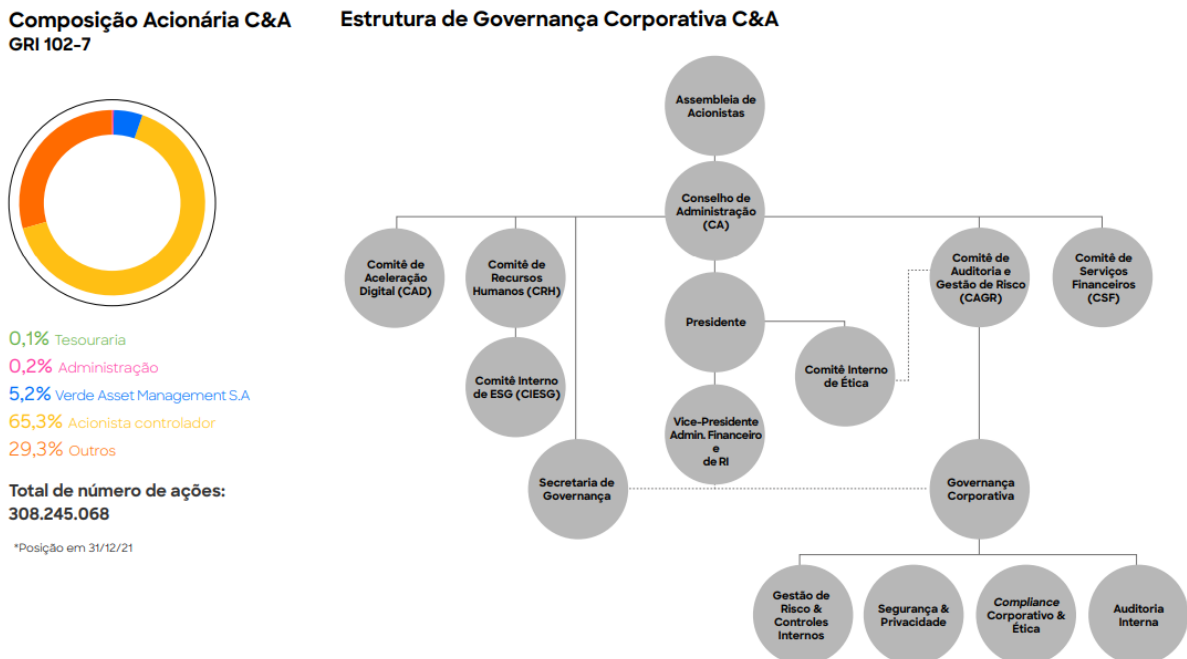 Composição Acionária C&A
GRI 102-7
0,1% Tesouraria
0,2% Administração
5,2% Verde Asset Management S.A
65,3% Acionista controlador
29,3% Outros
Total de número de ações:
308.245.068
*Posição em 31/12/21
Estrutura de Governança Corporativa C&A
Assembleia de
Acionistas
Conselho de
Administração
(CA)
Comitê de
Aceleração
Digital (CAD)
Comitê de
Recursos
Humanos (CRH)
Comitê de
Auditoria e
Gestão de Risco
(CAGR)
Comitê de
Serviços
Financeiros
(CSF)
Presidente
Comitê Interno
de ESG (CIESG)
Comitê Interno
de Ética
Vice-Presidente
Admin. Financeiro
e
de RI
Secretaria de
Governança
Governança
Corporativa
Gestão de
Risco &
Controles
Internos
Segurança &
Privacidade
Compliance
Corporativo &
Ética
Auditoria
Interna